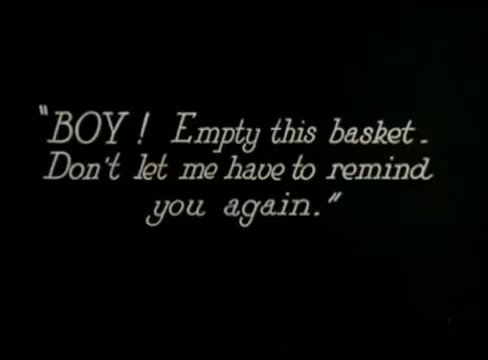 "BOY! Empty this basket.
Don't let me have to remind
you again."